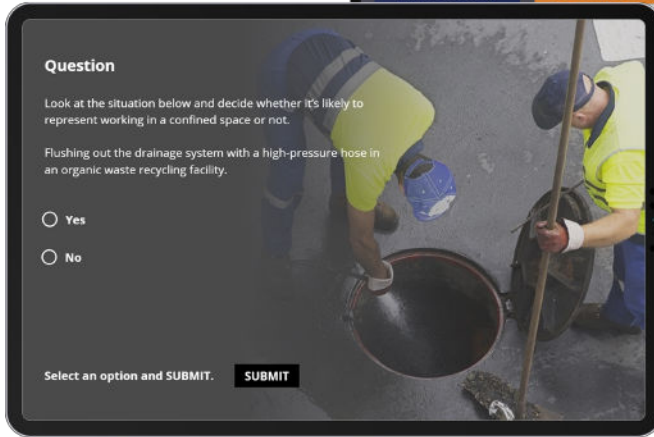 Question
Look at the situation below and decide whether it's likely to
represent working in a confined space or not.
Flushing out the drainage system with a high-pressure hose in
an organic waste recycling facility.
Yes
No
Select an option and SUBMIT. SUBMIT